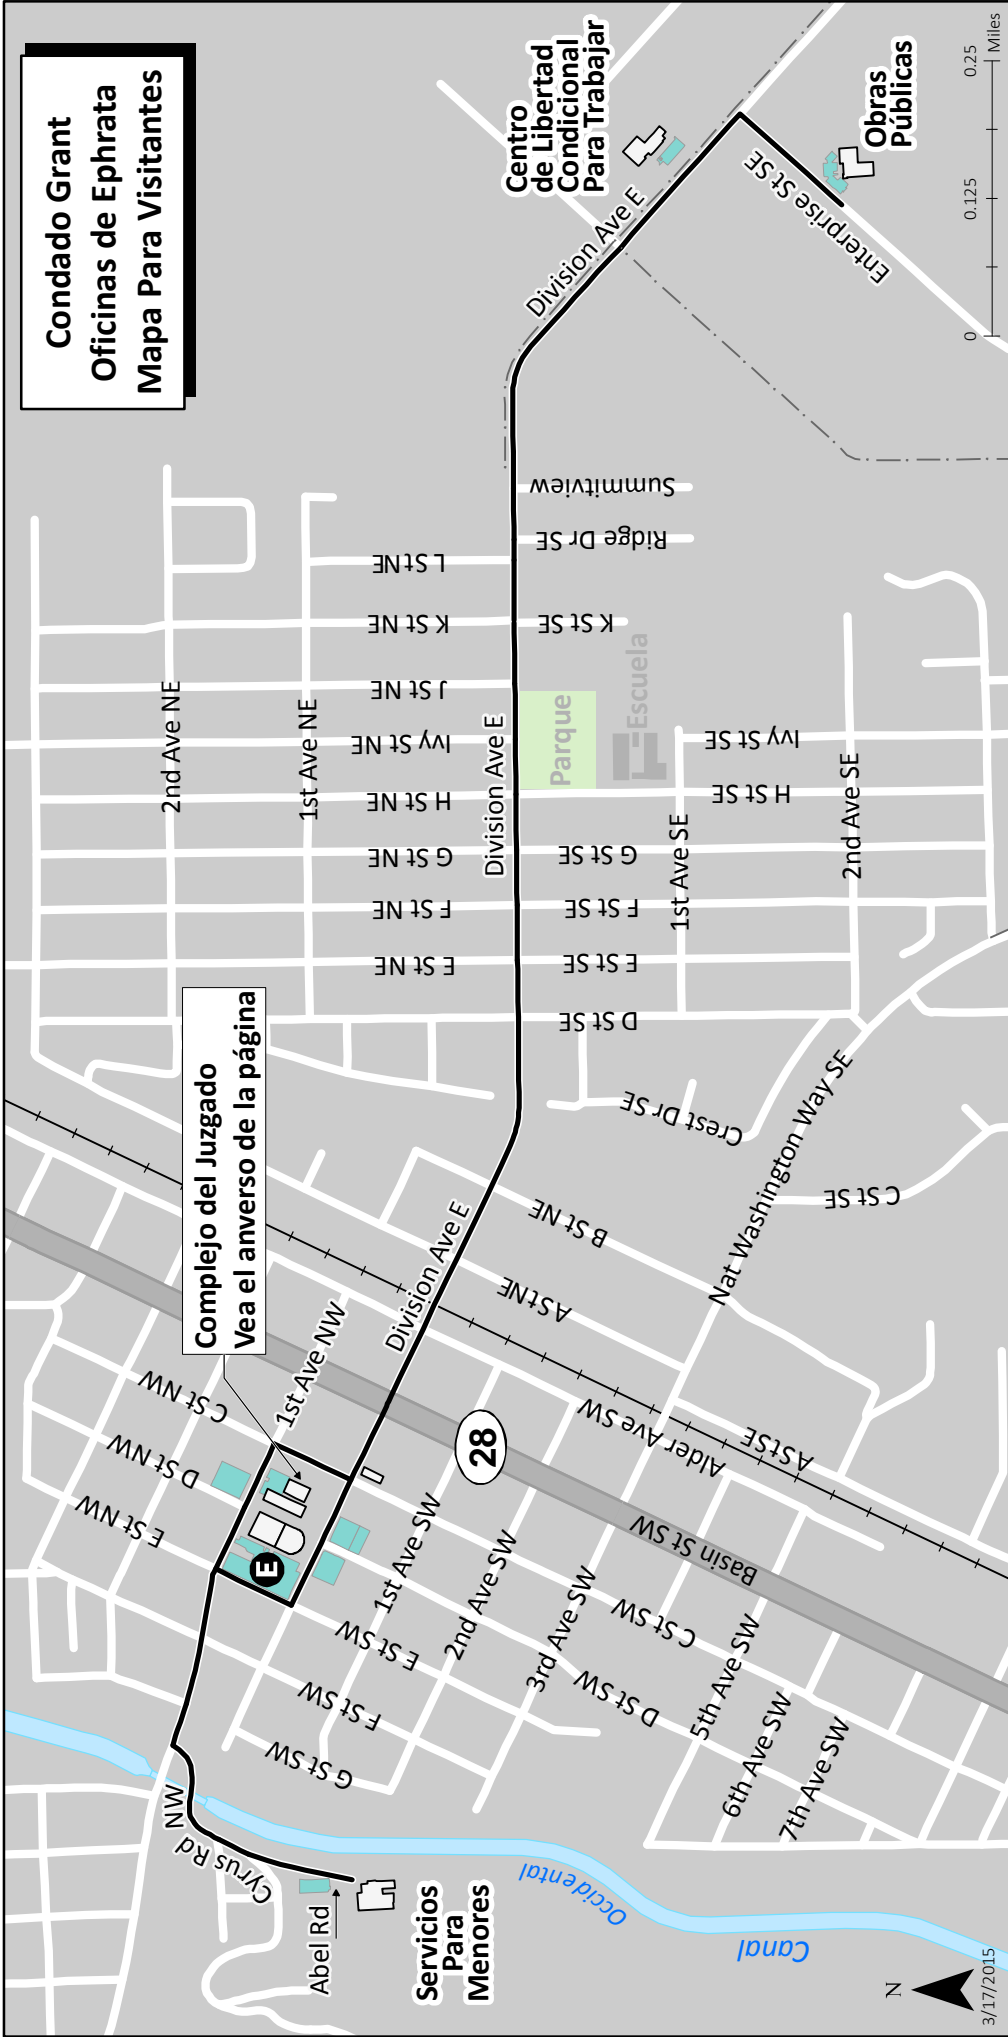 Condado Grant
Oficinas de Ephrata
Mapa Para Visitantes
Complejo del Juzgado
Vea el anverso de la página
Centro
de Libertad
Condicional
Para Trabajar
Obras
Públicas
Servicios
Para
Menores
Parque
Escuela
Canal
Occidental
Abel Rd
Cyrus Rd
NW
E St NW
D St NW
C St NW
1st Ave NW
E
28
Division Ave E
Division Ave E
Division Ave E
Enterprise St SE
2nd Ave NE
1st Ave NE
E St NE
F St NE
G St NE
H St NE
Ivy St NE
J St NE
K St NE
L St NE
D St SE
E St SE
F St SE
G St SE
H St SE
Ivy St SE
K St SE
Ridge Dr SE
Summitview
1st Ave SE
2nd Ave SE
Crest Dr SE
C St SE
Nat Washington Way SE
B St NE
A St NE
A St SE
Alder Ave SW
Basin St SW
C St SW
D St SW
E St SW
F St SW
G St SW
1st Ave SW
2nd Ave SW
3rd Ave SW
5th Ave SW
6th Ave SW
7th Ave SW
N
3/17/2015
0
0.125
0.25
Miles